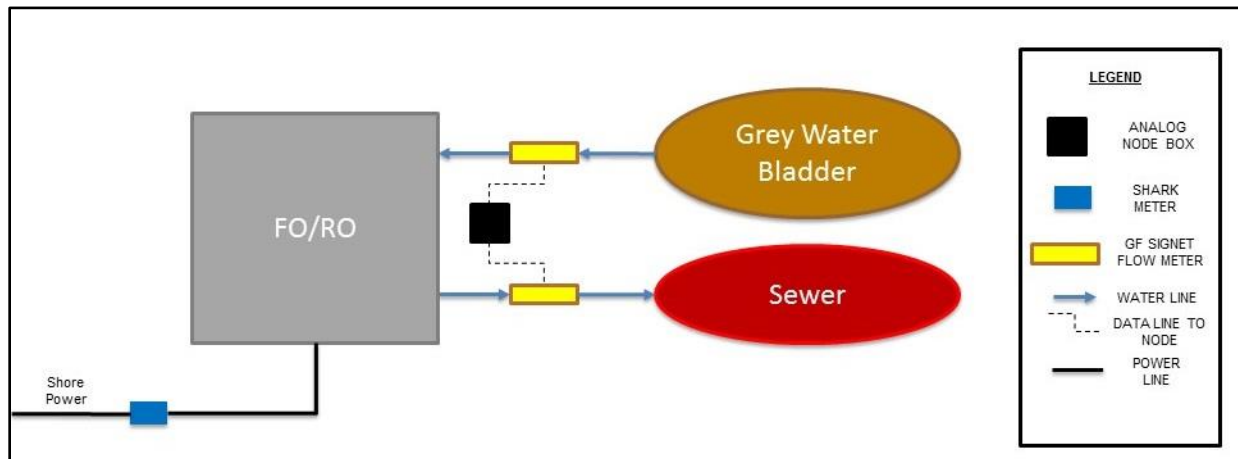 Grey Water
Bladder
FO/RO
Sewer
Shore
Power
LEGEND
ANALOG
NODE BOX
SHARK
METER
GF SIGNET
FLOW METER
WATER LINE
DATA LINE TO
NODE
POWER
LINE